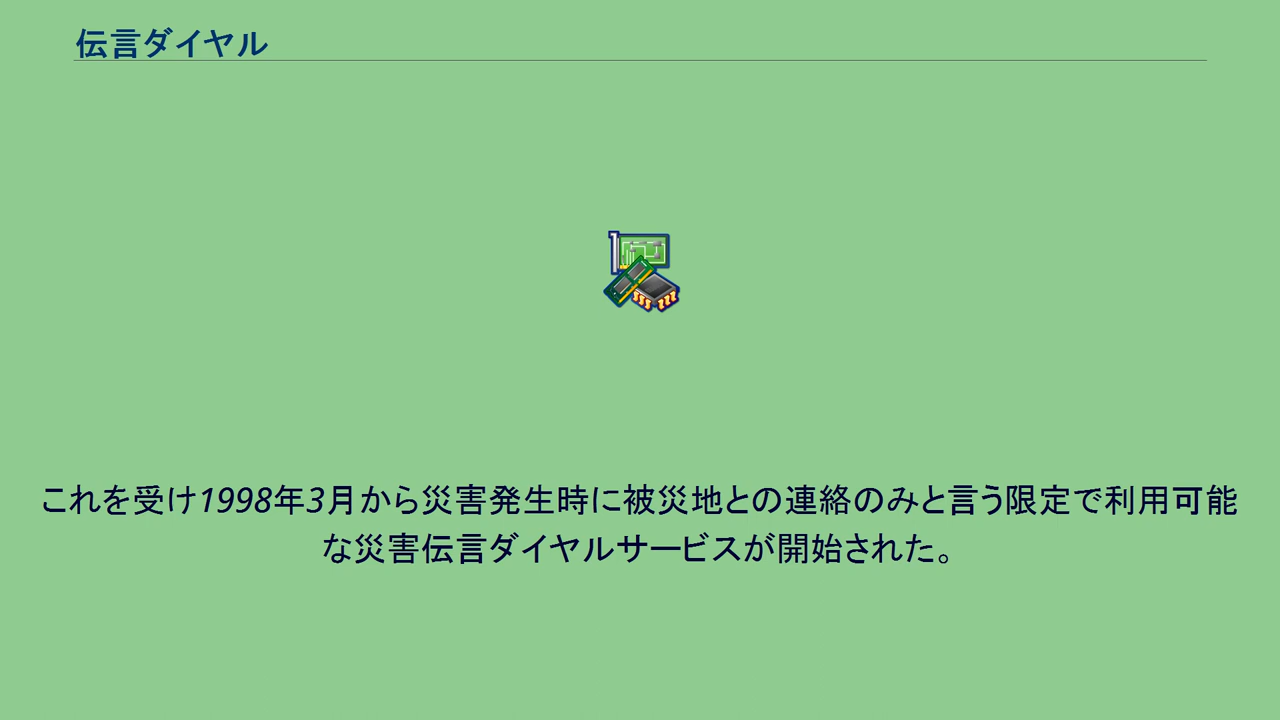 伝言ダイヤル
これを受け1998年3月から災害発生時に被災地との連絡のみと言う限定で利用可能
な災害伝言ダイヤルサービスが開始された。